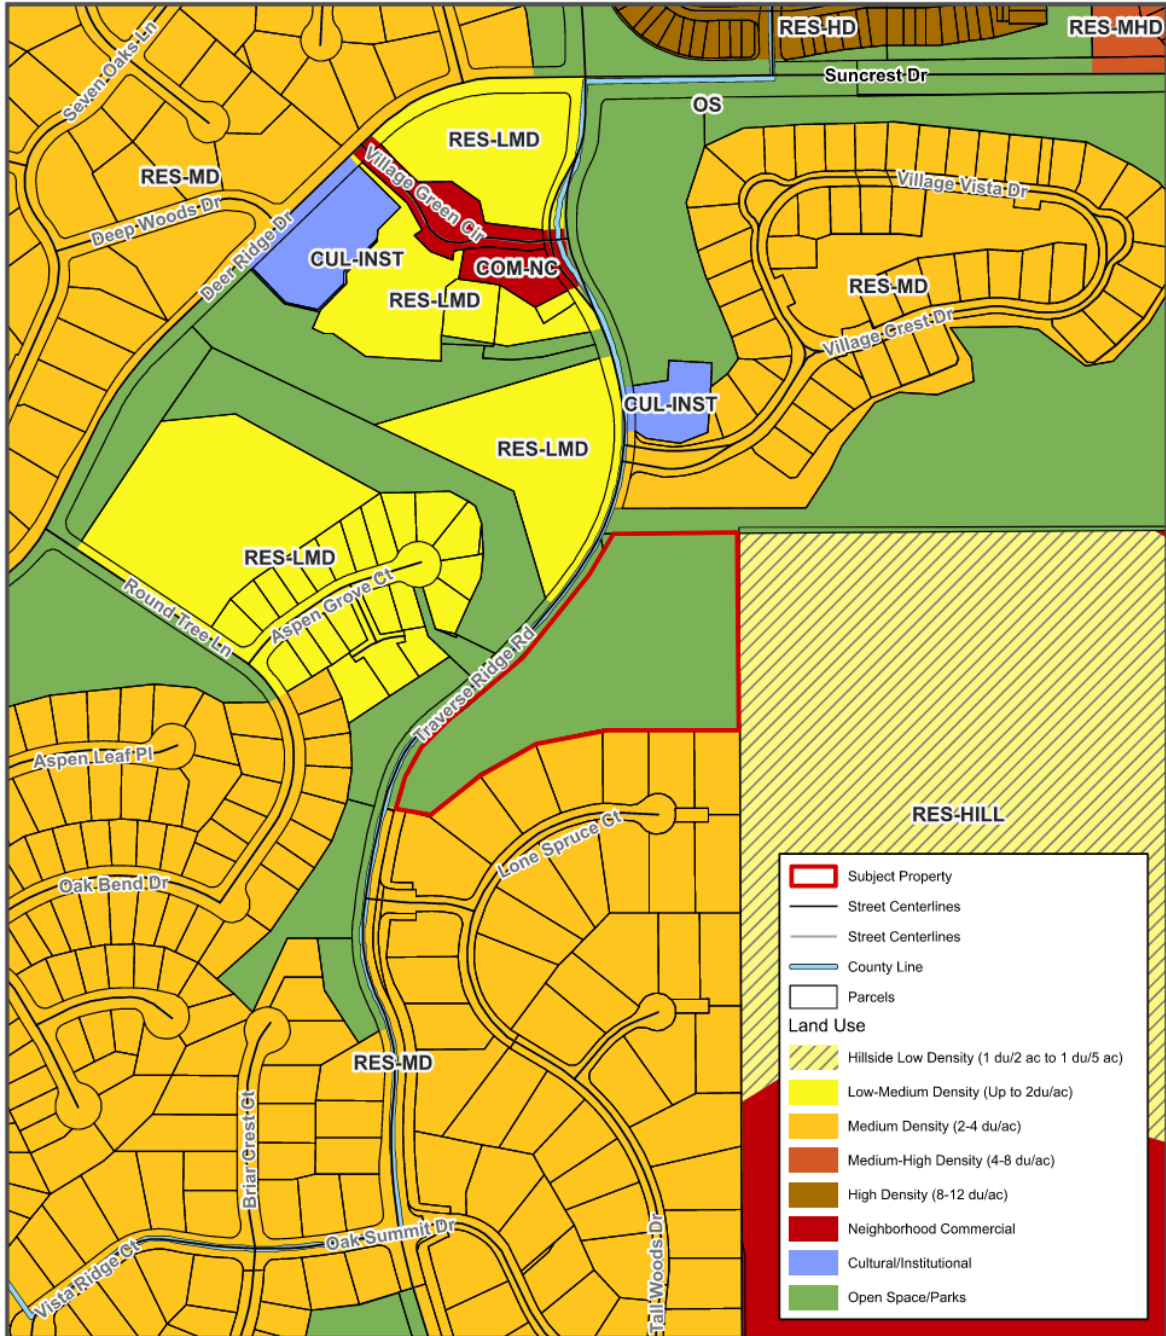 RES-HD
RES-MHD
Suncrest Dr
Seven Oaks Ln
OS
RES-LMD
Village Green Cir
RES-MD
Village Vista Dr
Deep Woods Dr
Deer Ridge Dr
CUL-INST
COM-NC
RES-LMD
RES-MD
Village Crest Dr
CUL-INST
RES-LMD
RES-LMD
Aspen Grove Ct
Round Tree Ln
Traverse Ridge Rd
Aspen Leaf Pl
RES-HILL
Lone Spruce Ct
Oak Bend Dr
RES-MD
Briar Crest Ct
Oak Summit Dr
Vista Ridge Ct
Tall Woods Dr
Subject Property
Street Centerlines
Street Centerlines
County Line
Parcels
Land Use
Hillside Low Density (1 du/2 ac to 1 du/5 ac)
Low-Medium Density (Up to 2du/ac)
Medium Density (2-4 du/ac)
Medium-High Density (4-8 du/ac)
High Density (8-12 du/ac)
Neighborhood Commercial
Cultural/Institutional
Open Space/Parks